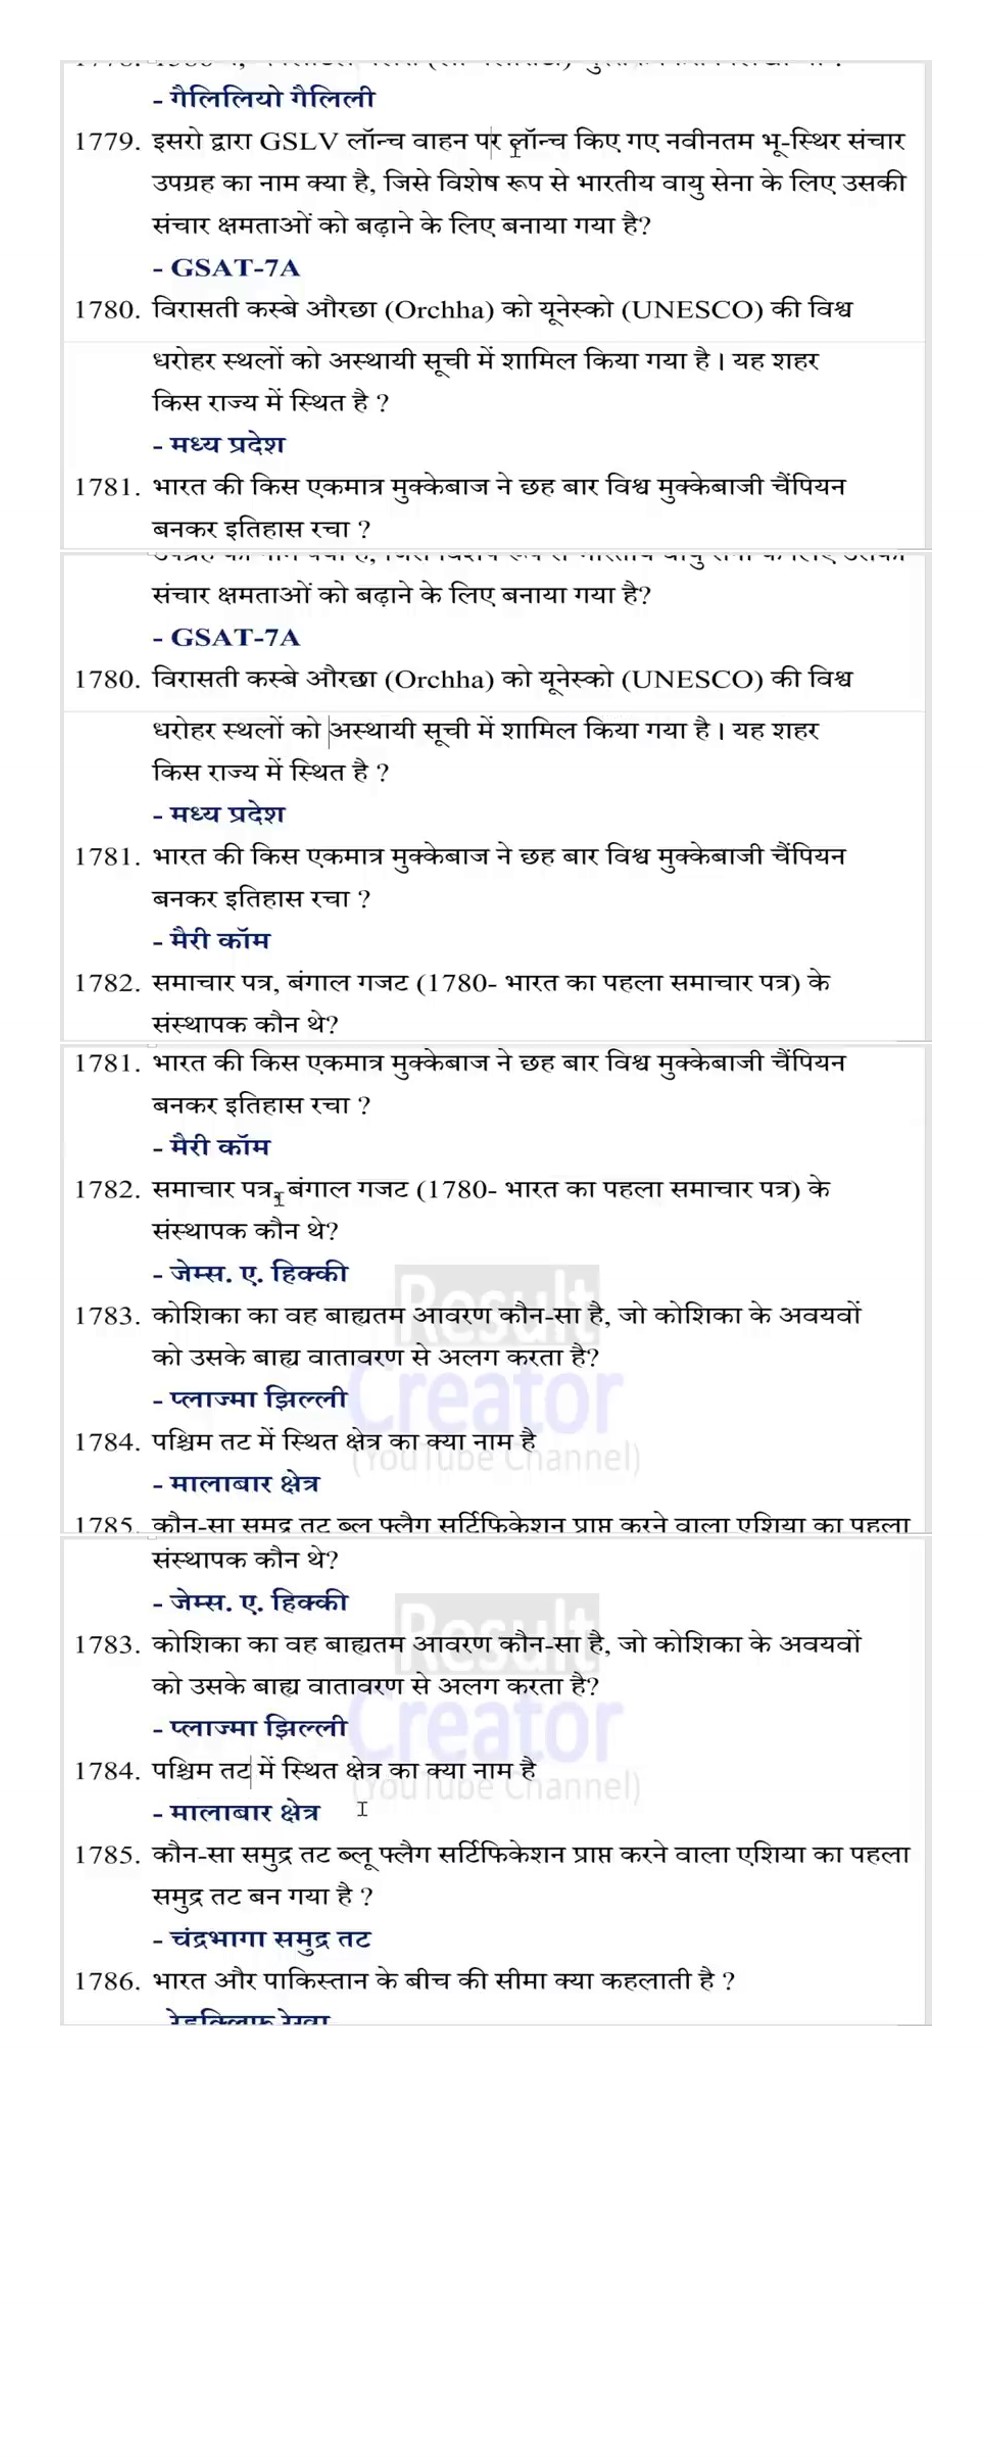 - गैलिलियो गैलिली
1779. इसरो द्वारा GSLV लॉन्च वाहन पर लॉन्च किए गए नवीनतम भू-स्थिर संचार
उपग्रह का नाम क्या है, जिसे विशेष रूप से भारतीय वायु सेना के लिए उसकी
संचार क्षमताओं को बढ़ाने के लिए बनाया गया है?
- GSAT-7A
1780. विरासती कस्बे औरछा (Orchha) को यूनेस्को (UNESCO) की विश्व
धरोहर स्थलों को अस्थायी सूची में शामिल किया गया है। यह शहर
किस राज्य में स्थित है ?
- मध्य प्रदेश
1781. भारत की किस एकमात्र मुक्केबाज ने छह बार विश्व मुक्केबाजी चैंपियन
बनकर इतिहास रचा ?
संचार क्षमताओं को बढ़ाने के लिए बनाया गया है?
- GSAT-7A
1780. विरासती कस्बे औरछा (Orchha) को यूनेस्को (UNESCO) की विश्व
धरोहर स्थलों को अस्थायी सूची में शामिल किया गया है। यह शहर
किस राज्य में स्थित है ?
- मध्य प्रदेश
1781. भारत की किस एकमात्र मुक्केबाज ने छह बार विश्व मुक्केबाजी चैंपियन
बनकर इतिहास रचा ?
- मैरी कॉम
1782. समाचार पत्र, बंगाल गजट (1780- भारत का पहला समाचार पत्र) के
संस्थापक कौन थे?
1781. भारत की किस एकमात्र मुक्केबाज ने छह बार विश्व मुक्केबाजी चैंपियन
बनकर इतिहास रचा ?
- मैरी कॉम
1782. समाचार पत्र, बंगाल गजट (1780- भारत का पहला समाचार पत्र) के
संस्थापक कौन थे?
- जेम्स. ए. हिक्की
1783. कोशिका का वह बाह्यतम आवरण कौन-सा है, जो कोशिका के अवयवों
को उसके बाह्य वातावरण से अलग करता है?
- प्लाज्मा झिल्ली
1784. पश्चिम तट में स्थित क्षेत्र का क्या नाम है
- मालाबार क्षेत्र
Result
Creator
(YouTube Channel)
1785. कौन-सा समुद्र तट ब्लू फ्लैग सर्टिफिकेशन प्राप्त करने वाला एशिया का पहला
संस्थापक कौन थे?
- जेम्स. ए. हिक्की
1783. कोशिका का वह बाह्यतम आवरण कौन-सा है, जो कोशिका के अवयवों
को उसके बाह्य वातावरण से अलग करता है?
- प्लाज्मा झिल्ली
1784. पश्चिम तट में स्थित क्षेत्र का क्या नाम है
- मालाबार क्षेत्र
Result
Creator
(YouTube Channel)
1785. कौन-सा समुद्र तट ब्लू फ्लैग सर्टिफिकेशन प्राप्त करने वाला एशिया का पहला
समुद्र तट बन गया है ?
- चंद्रभागा समुद्र तट
1786. भारत और पाकिस्तान के बीच की सीमा क्या कहलाती है ?